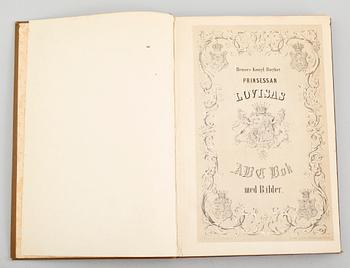 Hennes Kongl Höghet
PRINSESSAN
LOVISAS
ABC Bok
med Bilder.